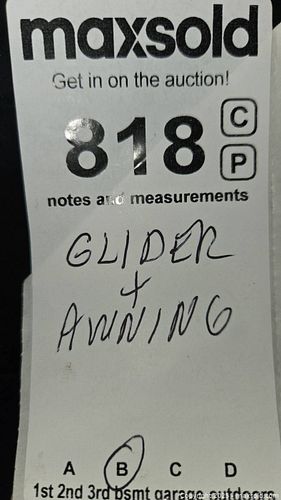 maxsold
Get in on the auction!
818 C
P
notes and measurements
GLIDER
+
AWNING
A B C D
1st 2nd 3rd bsmt garage outdoors